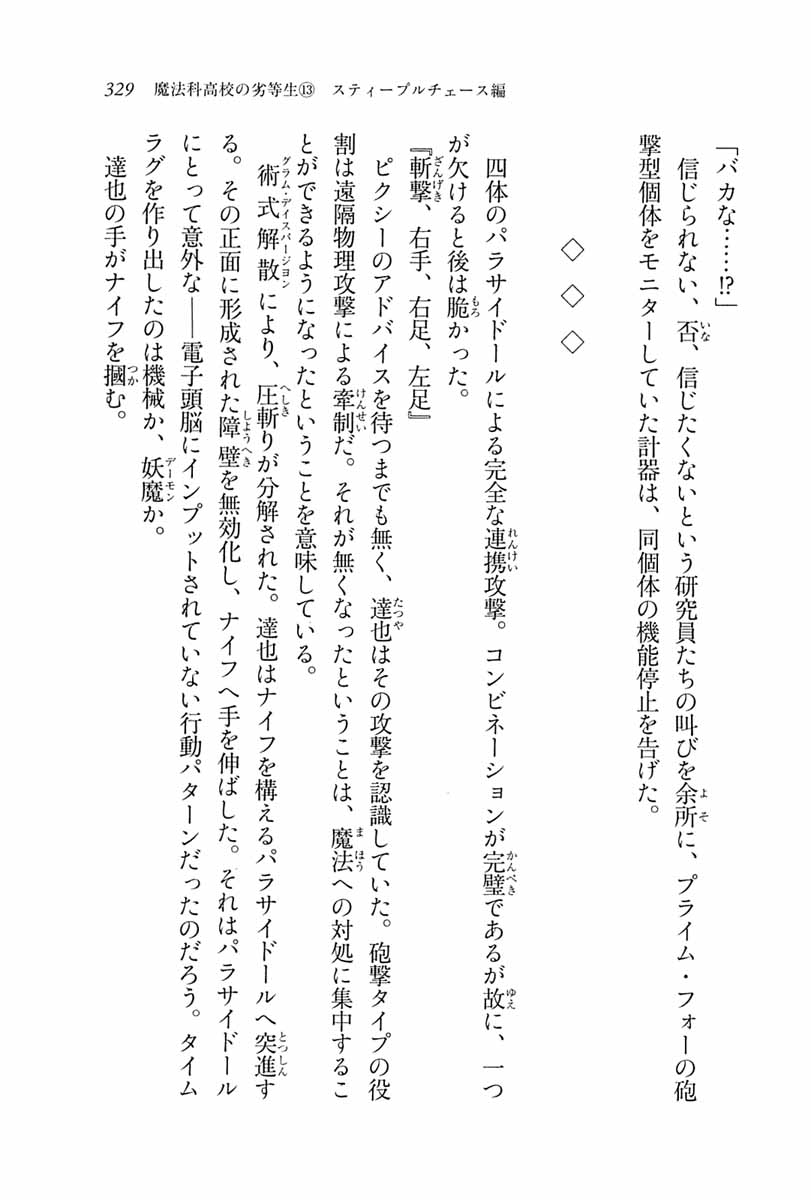 329　魔法科高校の劣等生⑬　スティープルチェース編
「バカな……!?」
　信じられない、否、信じたくないという研究員たちの叫びを余所に、プライム・フォーの砲
撃型個体をモニターしていた計器は、同個体の機能停止を告げた。
◇　◇　◇
　四体のパラサイドールによる完全な連携攻撃。コンビネーションが完璧であるが故に、一つ
が欠けると後は脆かった。
『斬撃、右手、右足、左足』
　ピクシーのアドバイスを待つまでも無く、達也はその攻撃を認識していた。砲撃タイプの役
割は遠隔物理攻撃による牽制だ。それが無くなったということは、魔法への対処に集中するこ
とができるようになったということを意味している。
　術式解散により、圧斬りが分解された。達也はナイフを構えるパラサイドールへ突進す
る。その正面に形成された障壁を無効化し、ナイフへ手を伸ばした。それはパラサイドール
にとって意外な――電子頭脳にインプットされていない行動パターンだったのだろう。タイム
ラグを作り出したのは機械か、妖魔か。
　達也の手がナイフを摑む。